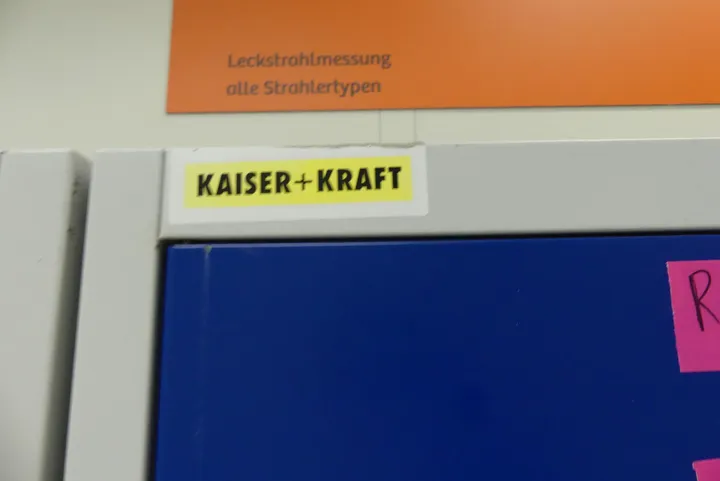 Leckstrahlmessung
alle Strahlertypen
KAISER+KRAFT
R